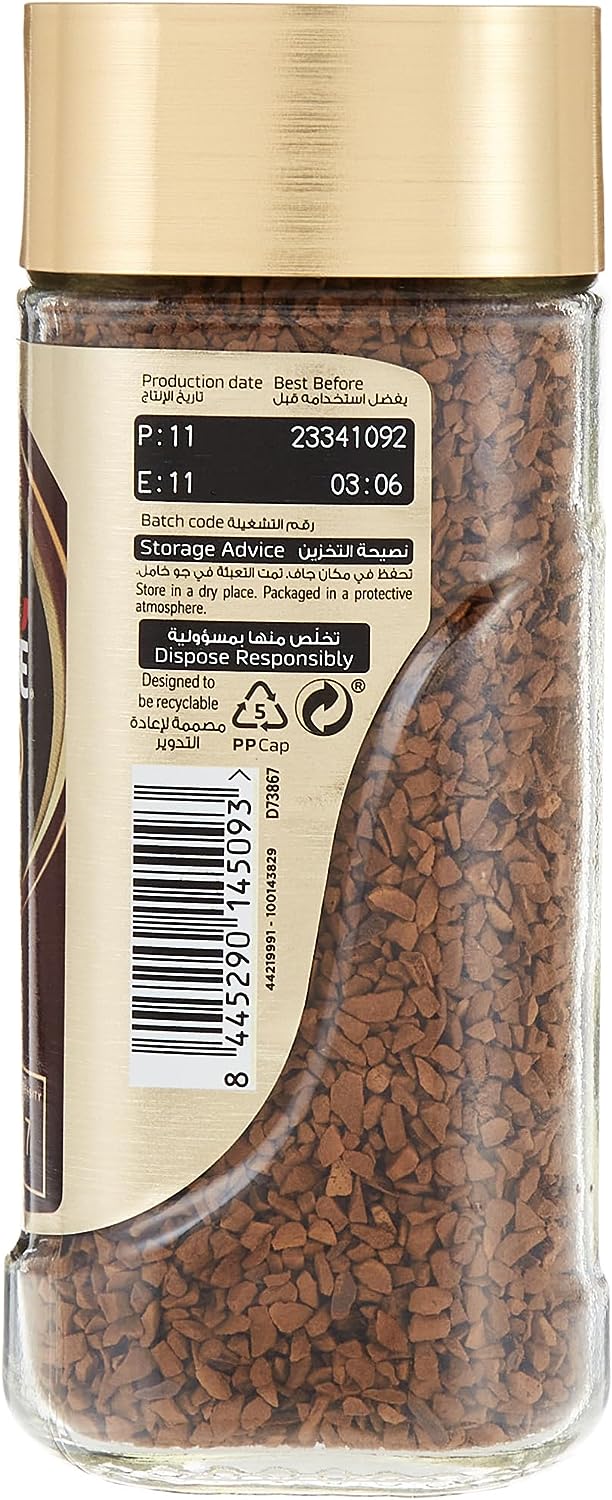 Production date Best Before
تاريخ الإنتاج يفضل استخدامه قبل
P:11 23341092
E:11 03:06
Batch code رقم التشغيلة
Storage Advice نصيحة التخزين
تحفظ في مكان جاف. تمت التعبئة في جو خامل.
Store in a dry place. Packaged in a protective
atmosphere.
تخلّص منها بمسؤولية
Dispose Responsibly
Designed to
be recyclable
مصممة لإعادة
التدوير
5
PP Cap
®
8 445290 145093 >
44219991 - 100143829 D73867
E
7